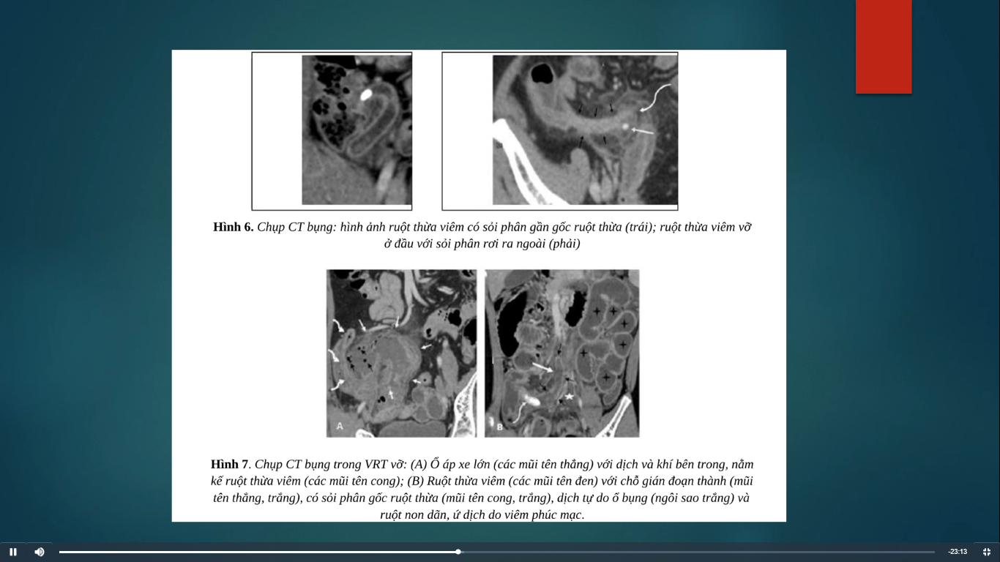 Hình 6. Chụp CT bụng: hình ảnh ruột thừa viêm có sỏi phân gần gốc ruột thừa (trái); ruột thừa viêm vỡ
ở đầu với sỏi phân rơi ra ngoài (phải)
A
B
Hình 7. Chụp CT bụng trong VRT vỡ: (A) Ổ áp xe lớn (các mũi tên thẳng) với dịch và khí bên trong, nằm
kế ruột thừa viêm (các mũi tên cong); (B) Ruột thừa viêm (các mũi tên đen) với chỗ gián đoạn thành (mũi
tên thẳng, trắng), có sỏi phân gốc ruột thừa (mũi tên cong, trắng), dịch tự do ổ bụng (ngôi sao trắng) và
ruột non dãn, ứ dịch do viêm phúc mạc.
-23:13